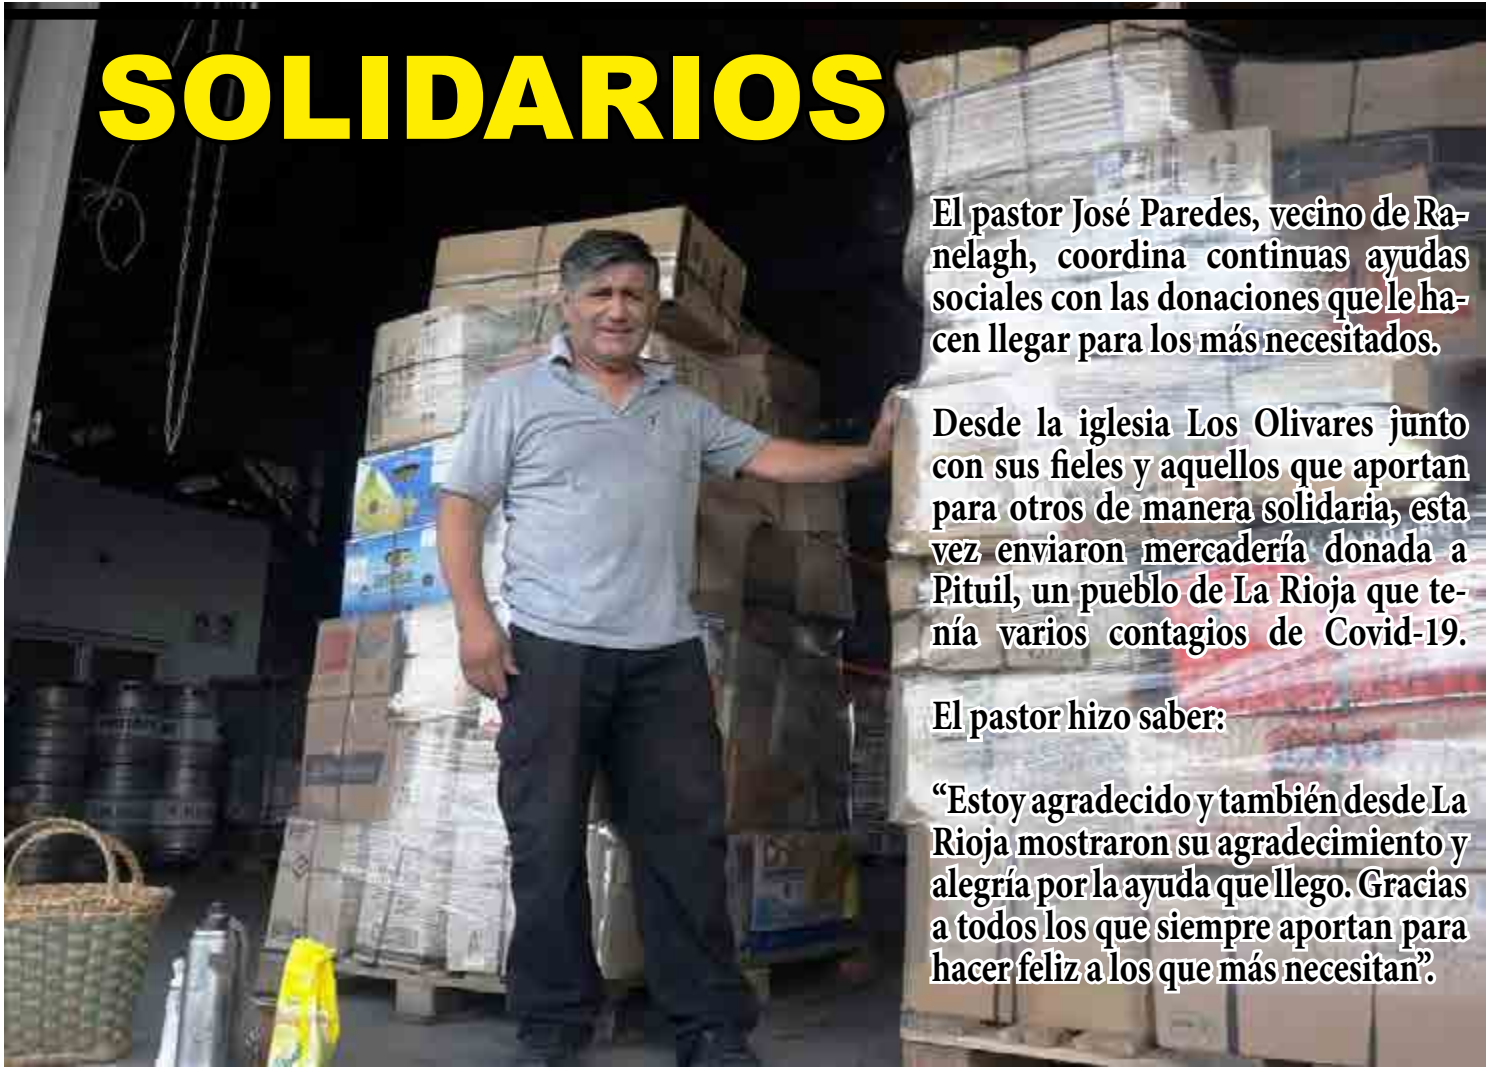 SOLIDARIOS
El pastor José Paredes, vecino de Ra-
nelagh, coordina continuas ayudas
sociales con las donaciones que le ha-
cen llegar para los más necesitados.
Desde la iglesia Los Olivares junto
con sus fieles y aquellos que aportan
para otros de manera solidaria, esta
vez enviaron mercadería donada a
Pituil, un pueblo de La Rioja que te-
nía varios contagios de Covid-19.
El pastor hizo saber:
“Estoy agradecido y también desde La
Rioja mostraron su agradecimiento y
alegría por la ayuda que llego. Gracias
a todos los que siempre aportan para
hacer feliz a los que más necesitan”.